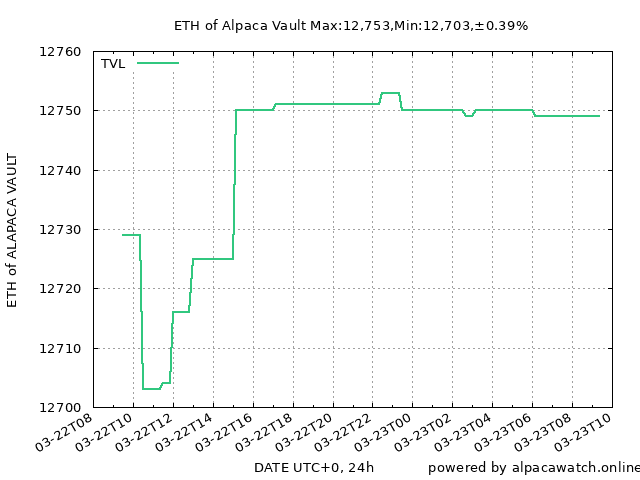 ETH of Alpaca Vault Max:12,753,Min:12,703,±0.39%
TVL
ETH of ALAPACA VAULT
12760
12750
12740
12730
12720
12710
12700
03-22T08
03-22T10
03-22T12
03-22T14
03-22T16
03-22T18
03-22T20
03-22T22
03-23T00
03-23T02
03-23T04
03-23T06
03-23T08
03-23T10
DATE UTC+0, 24h
powered by alpacawatch.online